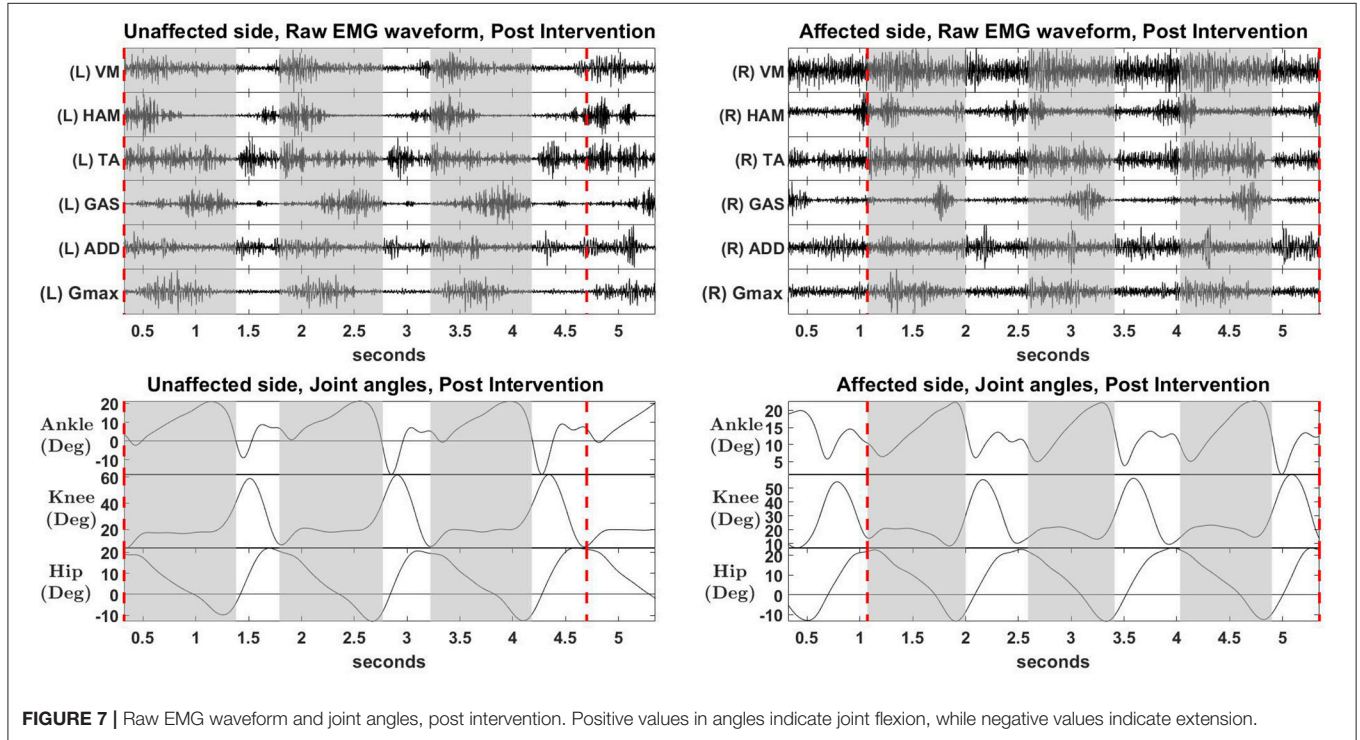 Unaffected side, Raw EMG waveform, Post Intervention
(L) VM
(L) HAM
(L) TA
(L) GAS
(L) ADD
(L) Gmax
0.5 1 1.5 2 2.5 3 3.5 4 4.5 5
seconds
Affected side, Raw EMG waveform, Post Intervention
(R) VM
(R) HAM
(R) TA
(R) GAS
(R) ADD
(R) Gmax
0.5 1 1.5 2 2.5 3 3.5 4 4.5 5
seconds
Unaffected side, Joint angles, Post Intervention
Ankle
(Deg)
20
10
0
-10
Knee
(Deg)
60
40
20
Hip
(Deg)
20
10
0
-10
0.5 1 1.5 2 2.5 3 3.5 4 4.5 5
seconds
Affected side, Joint angles, Post Intervention
Ankle
(Deg)
20
15
10
5
Knee
(Deg)
50
40
30
20
10
Hip
(Deg)
20
10
0
-10
0.5 1 1.5 2 2.5 3 3.5 4 4.5 5
seconds
FIGURE 7 | Raw EMG waveform and joint angles, post intervention. Positive values in angles indicate joint flexion, while negative values indicate extension.